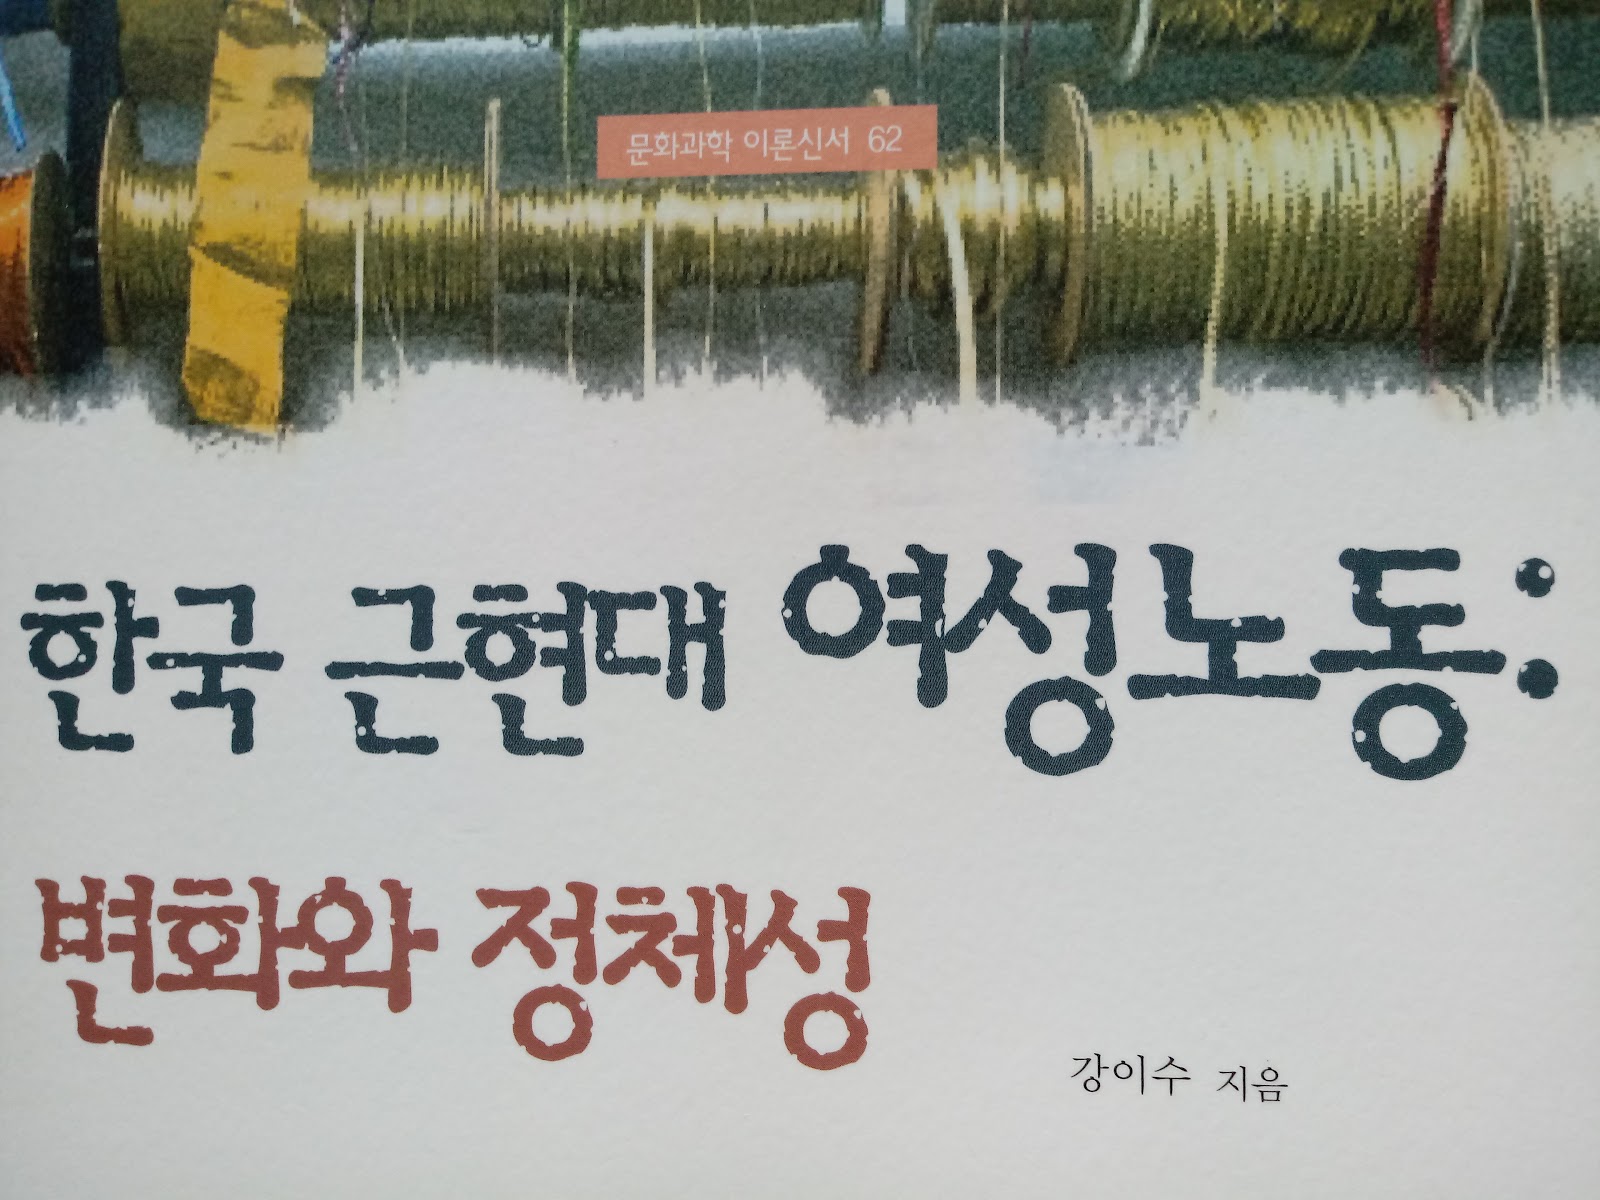 문화과학 이론신서 62
한국 근현대 여성노동:
변화와 정체성
강이수 지음